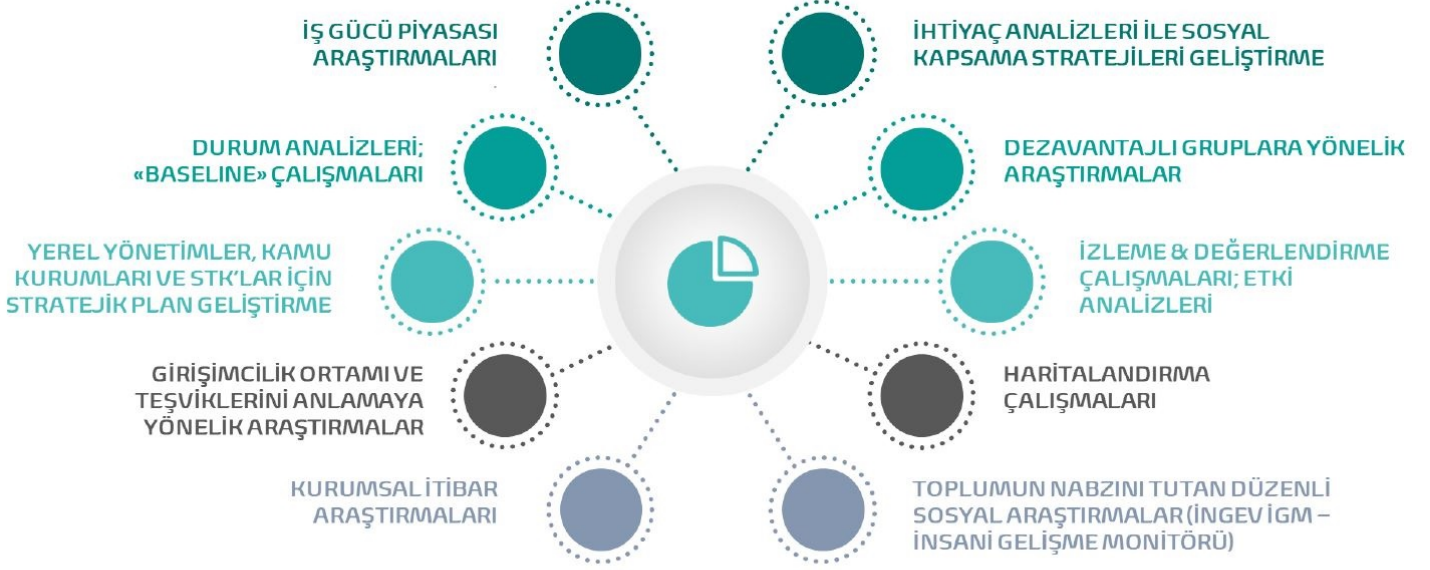 İŞ GÜCÜ PİYASASI
ARAŞTIRMALARI
İHTİYAÇ ANALİZLERİ İLE SOSYAL
KAPSAMA STRATEJİLERİ GELİŞTİRME
DURUM ANALİZLERİ;
«BASELINE» ÇALIŞMALARI
DEZAVANTAJLI GRUPLARA YÖNELİK
ARAŞTIRMALAR
YEREL YÖNETİMLER, KAMU
KURUMLARI VE STK'LAR İÇİN
STRATEJİK PLAN GELİŞTİRME
İZLEME & DEĞERLENDİRME
ÇALIŞMALARI; ETKİ
ANALİZLERİ
GİRİŞİMCİLİK ORTAMI VE
TEŞVİKLERİNİ ANLAMAYA
YÖNELİK ARAŞTIRMALAR
HARİTALANDIRMA
ÇALIŞMALARI
KURUMSAL İTİBAR
ARAŞTIRMALARI
TOPLUMUN NABZINI TUTAN DÜZENLİ
SOSYAL ARAŞTIRMALAR (İNGEV İGM –
İNSANİ GELİŞME MONİTÖRÜ)